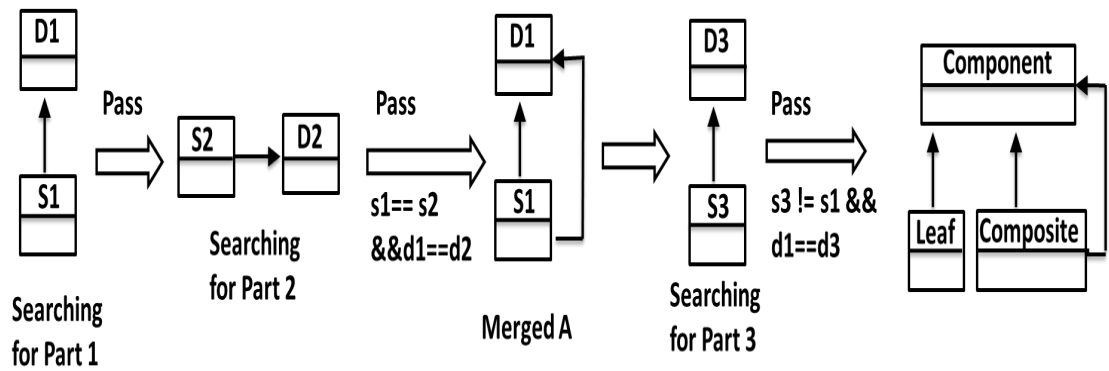 D1
S1
Searching
for Part 1
Pass
S2
D2
Searching
for Part 2
Pass
s1== s2
&&d1==d2
D1
S1
Merged A
D3
S3
Searching
for Part 3
Pass
s3 != s1 &&
d1==d3
Component
Leaf
Composite